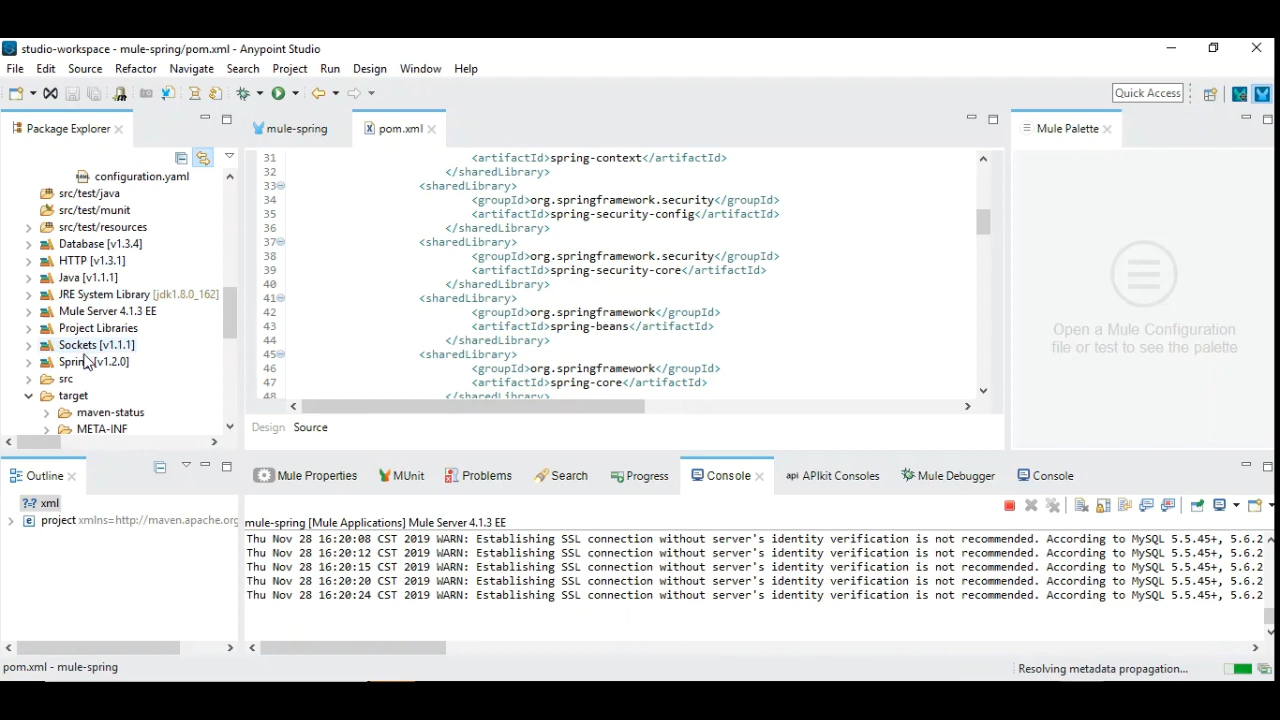 studio-workspace - mule-spring/pom.xml - Anypoint Studio
File Edit Source Refactor Navigate Search Project Run Design Window Help
Quick Access
Package Explorer
mule-spring
pom.xml
Mule Palette
configuration.yaml
src/test/java
src/test/munit
src/test/resources
Database [v1.3.4]
HTTP [v1.3.1]
Java [v1.1.1]
JRE System Library [jdk1.8.0_162]
Mule Server 4.1.3 EE
Project Libraries
Sockets [v1.1.1]
Spring [v1.2.0]
src
target
maven-status
META-INF
31 <artifactId>spring-context</artifactId>
32 </sharedLibrary>
33 <sharedLibrary>
34 <groupId>org.springframework.security</groupId>
35 <artifactId>spring-security-config</artifactId>
36 </sharedLibrary>
37 <sharedLibrary>
38 <groupId>org.springframework.security</groupId>
39 <artifactId>spring-security-core</artifactId>
40 </sharedLibrary>
41 <sharedLibrary>
42 <groupId>org.springframework</groupId>
43 <artifactId>spring-beans</artifactId>
44 </sharedLibrary>
45 <sharedLibrary>
46 <groupId>org.springframework</groupId>
47 <artifactId>spring-core</artifactId>
48 </sharedLibrary>
Design Source
Open a Mule Configuration
file or test to see the palette
Outline
xml
project xmlns=http://maven.apache.org
Mule Properties MUnit Problems Search Progress Console APIkit Consoles Mule Debugger Console
mule-spring [Mule Applications] Mule Server 4.1.3 EE
Thu Nov 28 16:20:08 CST 2019 WARN: Establishing SSL connection without server's identity verification is not recommended. According to MySQL 5.5.45+, 5.6.2
Thu Nov 28 16:20:12 CST 2019 WARN: Establishing SSL connection without server's identity verification is not recommended. According to MySQL 5.5.45+, 5.6.2
Thu Nov 28 16:20:15 CST 2019 WARN: Establishing SSL connection without server's identity verification is not recommended. According to MySQL 5.5.45+, 5.6.2
Thu Nov 28 16:20:20 CST 2019 WARN: Establishing SSL connection without server's identity verification is not recommended. According to MySQL 5.5.45+, 5.6.2
Thu Nov 28 16:20:24 CST 2019 WARN: Establishing SSL connection without server's identity verification is not recommended. According to MySQL 5.5.45+, 5.6.2
pom.xml - mule-spring
Resolving metadata propagation...